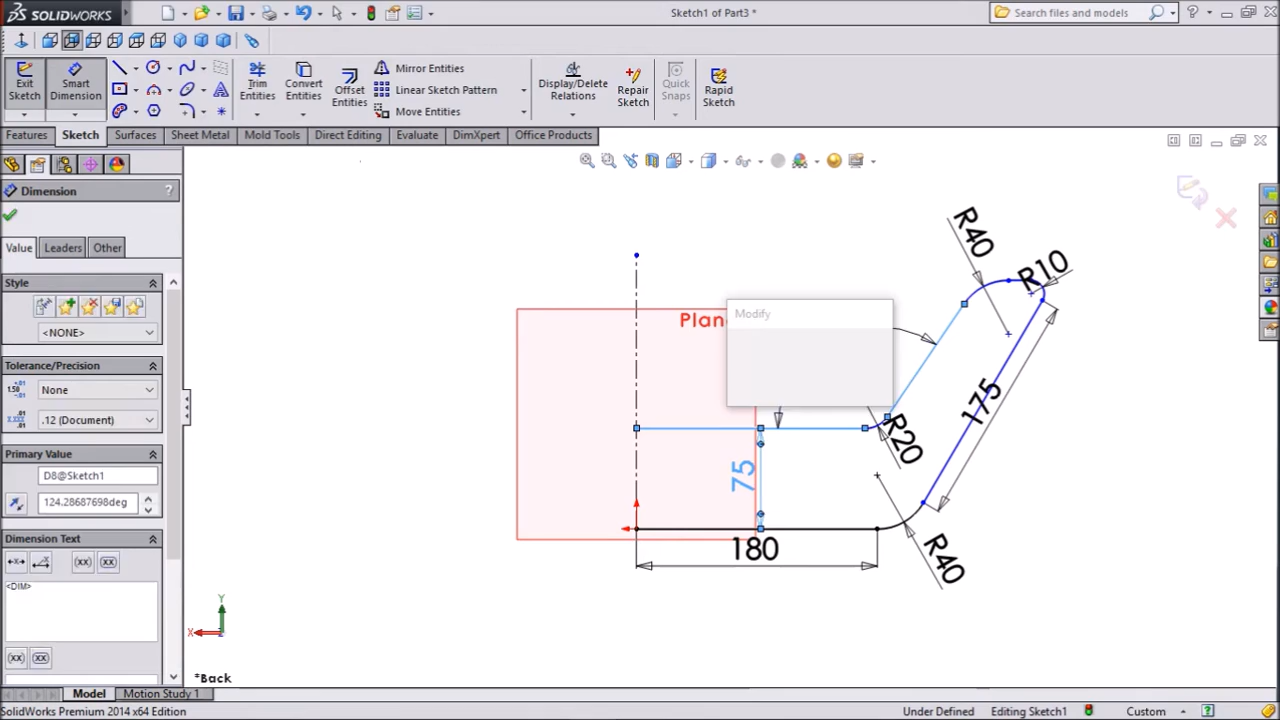 SOLIDWORKS
Sketch1 of Part3 *
Search files and models
Exit Sketch
Smart Dimension
Trim Entities
Convert Entities
Offset Entities
Mirror Entities
Linear Sketch Pattern
Move Entities
Display/Delete Relations
Repair Sketch
Quick Snaps
Rapid Sketch
Features
Sketch
Surfaces
Sheet Metal
Mold Tools
Direct Editing
Evaluate
DimXpert
Office Products
Dimension
?
Value
Leaders
Other
Style
<NONE>
Tolerance/Precision
None
.12 (Document)
Primary Value
D8@Sketch1
124.28687698deg
Dimension Text
(xx)
<DIM>
(xx)
Modify
R40
R10
175
R20
75
180
R40
Y
X
*Back
Model
Motion Study 1
SolidWorks Premium 2014 x64 Edition
Under Defined
Editing Sketch1
Custom